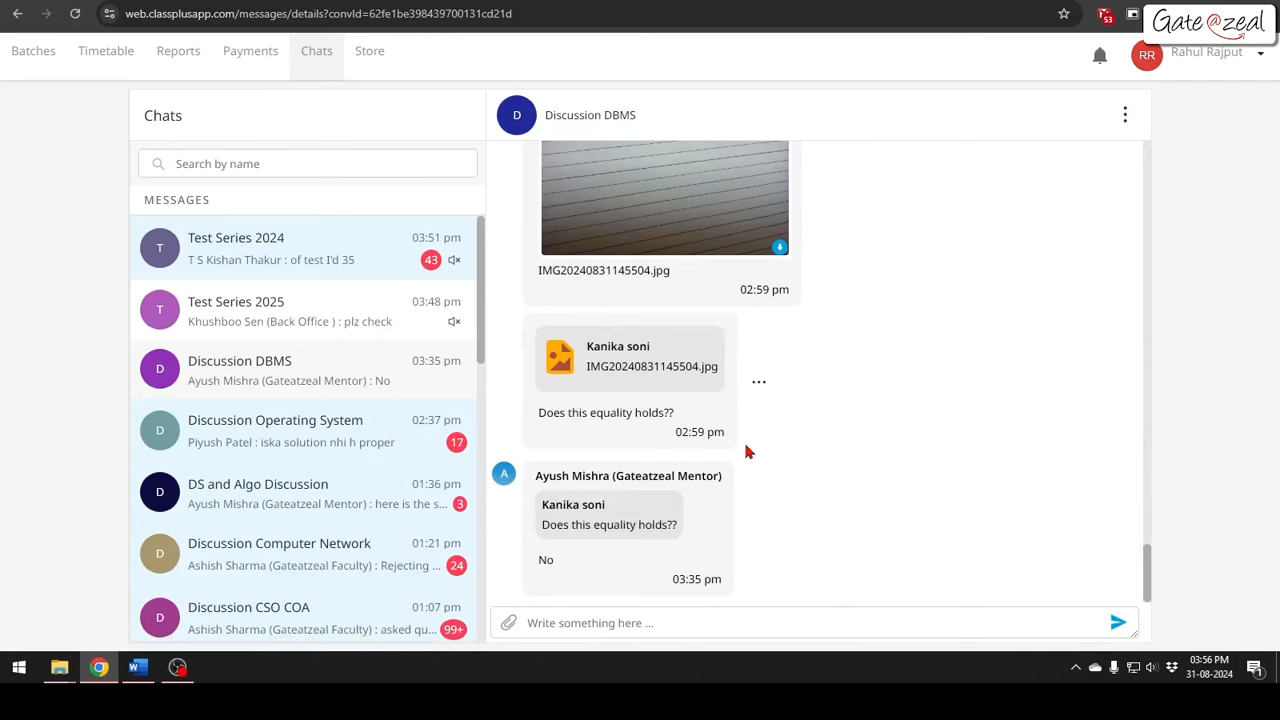 web.classplusapp.com/messages/details?convId=62fe1be398439700131cd21d
53
Gate@zeal
Batches
Timetable
Reports
Payments
Chats
Store
RR
Rahul Rajput
Chats
Search by name
MESSAGES
T
Test Series 2024
03:51 pm
T S Kishan Thakur : of test I'd 35
43
T
Test Series 2025
03:48 pm
Khushboo Sen (Back Office ) : plz check
D
Discussion DBMS
03:35 pm
Ayush Mishra (Gateatzeal Mentor) : No
D
Discussion Operating System
02:37 pm
Piyush Patel : iska solution nhi h proper
17
D
DS and Algo Discussion
01:36 pm
Ayush Mishra (Gateatzeal Mentor) : here is the s...
3
D
Discussion Computer Network
01:21 pm
Ashish Sharma (Gateatzeal Faculty) : Rejecting ...
24
D
Discussion CSO COA
01:07 pm
Ashish Sharma (Gateatzeal Faculty) : asked qu...
99+
D
Discussion DBMS
IMG20240831145504.jpg
02:59 pm
Kanika soni
IMG20240831145504.jpg
Does this equality holds??
02:59 pm
A
Ayush Mishra (Gateatzeal Mentor)
Kanika soni
Does this equality holds??
No
03:35 pm
Write something here ...
03:56 PM
31-08-2024
1